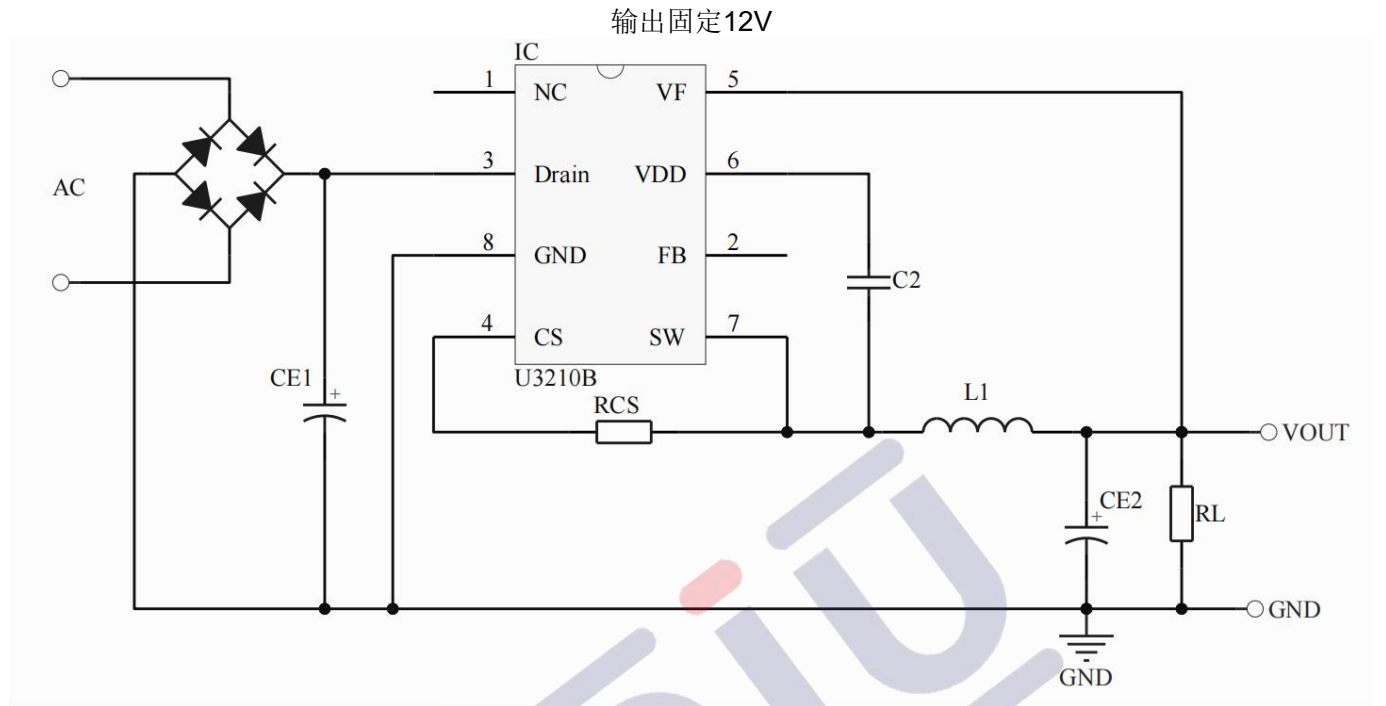 输出固定12V
IC
1 NC VF 5
AC
3 Drain VDD 6
8 GND FB 2
C2
4 CS SW 7
U3210B
CE1
+
RCS
L1
VOUT
CE2
+
RL
GND
GND